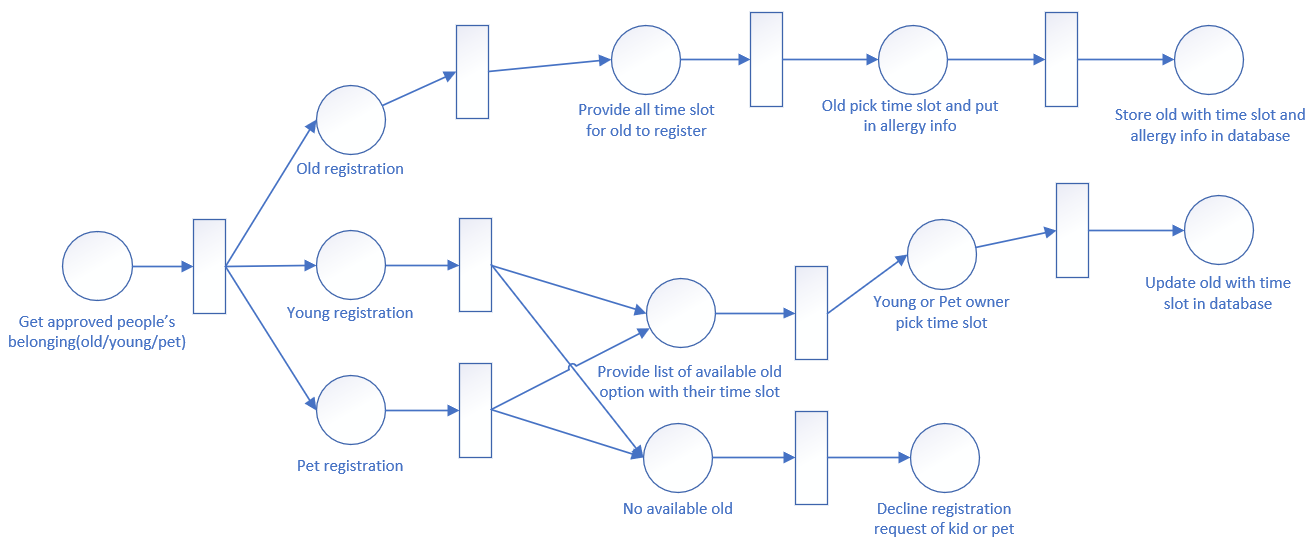 Provide all time slot
for old to register
Old pick time slot and put
in allergy info
Store old with time slot and
allergy info in database
Old registration
Get approved people's
belonging(old/young/pet)
Young registration
Provide list of available old
option with their time slot
Young or Pet owner
pick time slot
Update old with time
slot in database
Pet registration
No available old
Decline registration
request of kid or pet